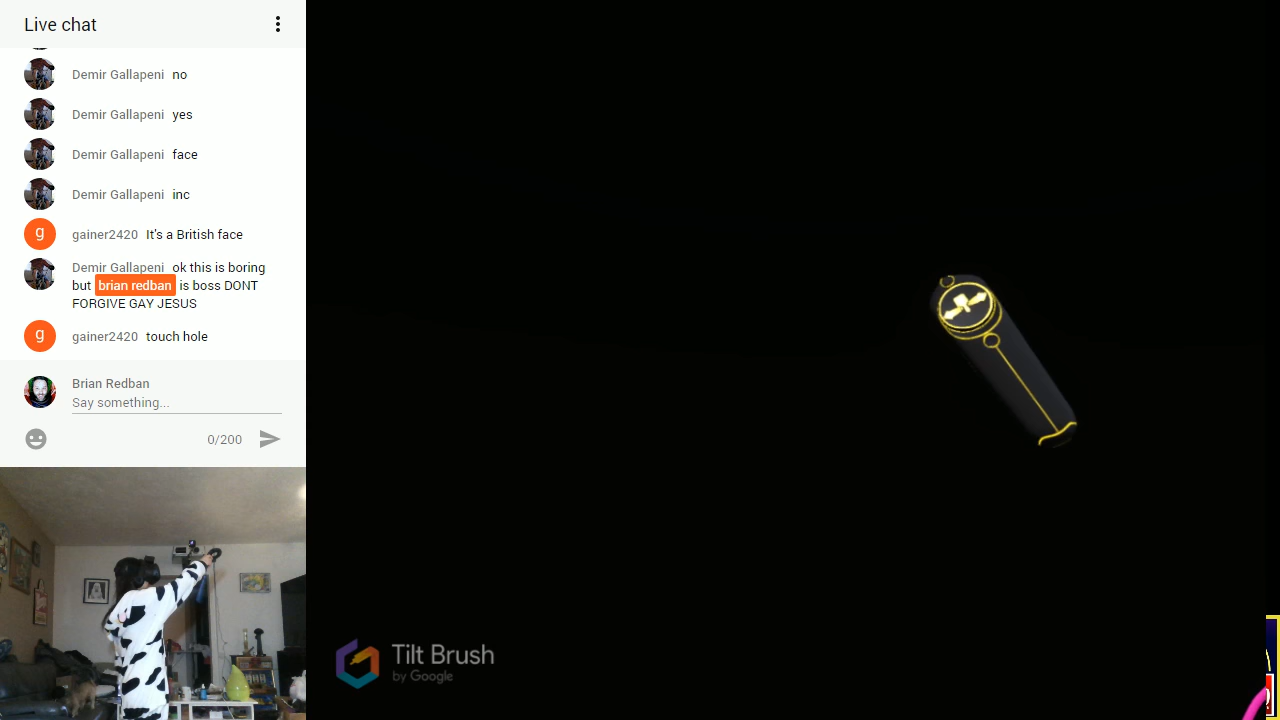 Live chat
Demir Gallapeni no
Demir Gallapeni yes
Demir Gallapeni face
Demir Gallapeni inc
g
gainer2420 It's a British face
Demir Gallapeni ok this is boring
but brian redban is boss DONT
FORGIVE GAY JESUS
g
gainer2420 touch hole
Brian Redban
Say something...
0/200
Tilt Brush
by Google